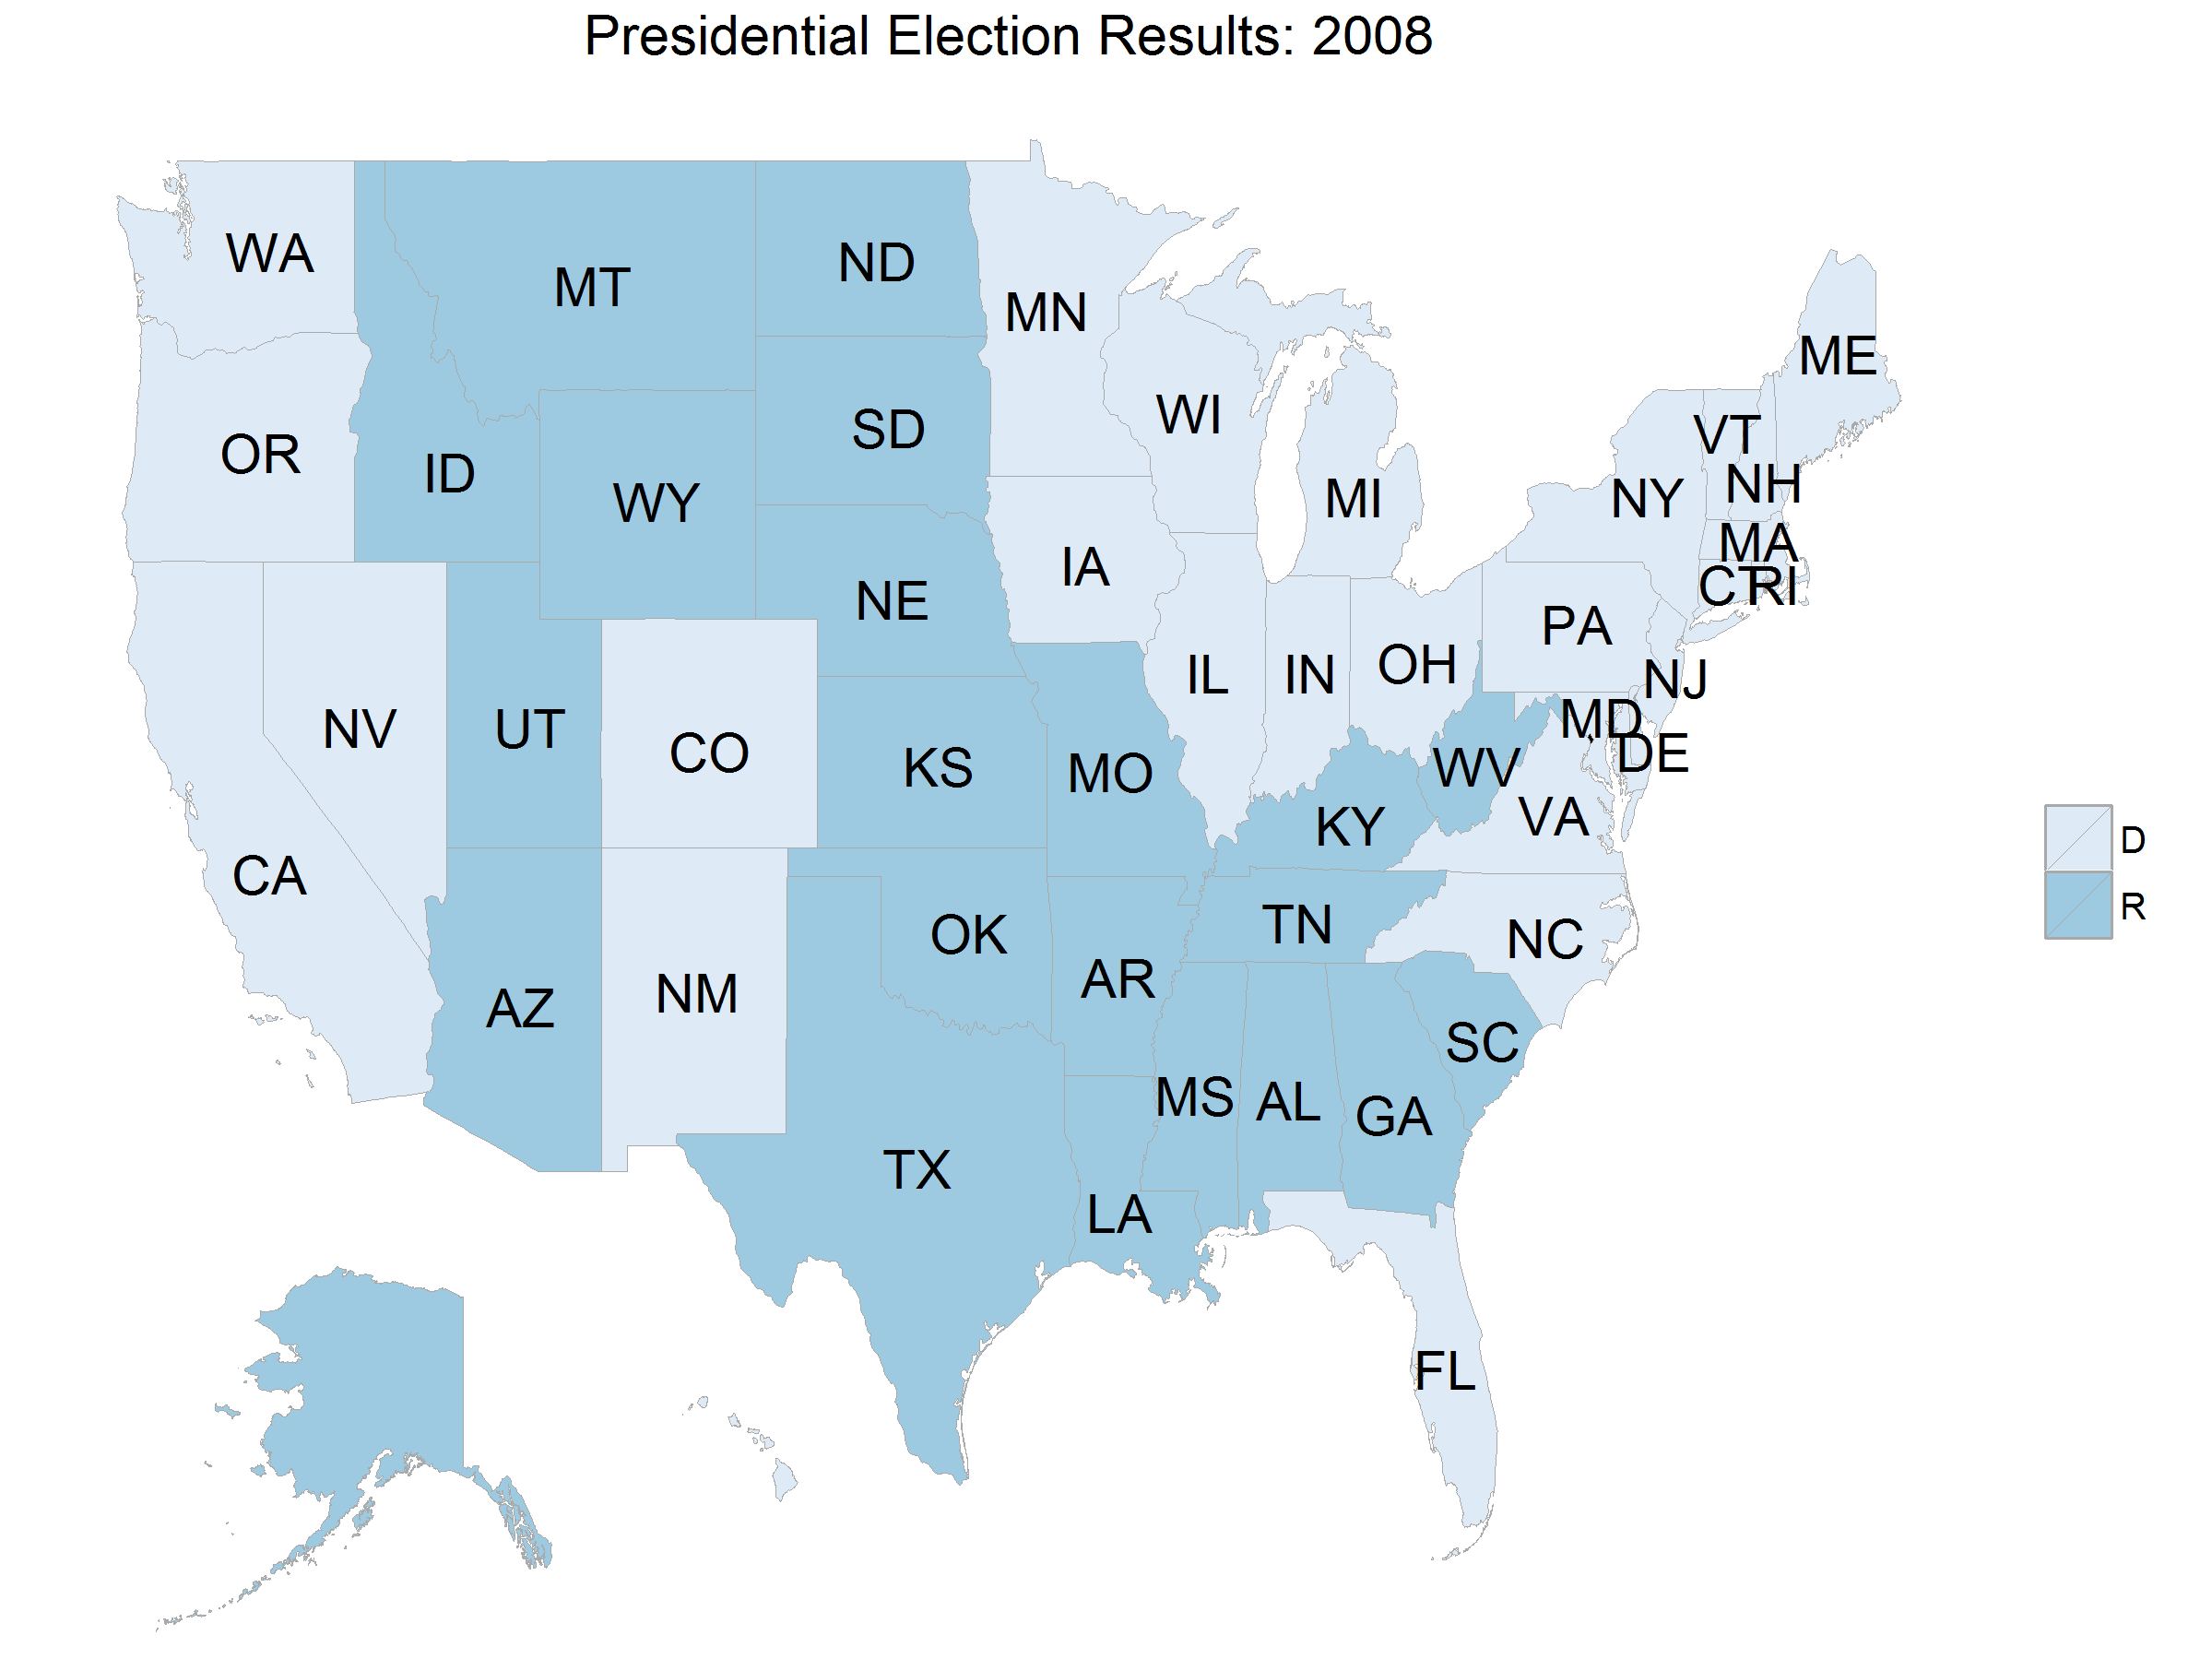 Presidential Election Results: 2008
WA
MT
ND
MN
ME
OR
ID
SD
WI
VT
WY
MI
NY
NH
NE
IA
MA
CT
RI
PA
IL
IN
OH
NJ
NV
UT
CO
MD
KS
MO
WV
DE
KY
VA
D
CA
R
OK
TN
NC
AZ
NM
AR
SC
MS
AL
GA
TX
LA
FL